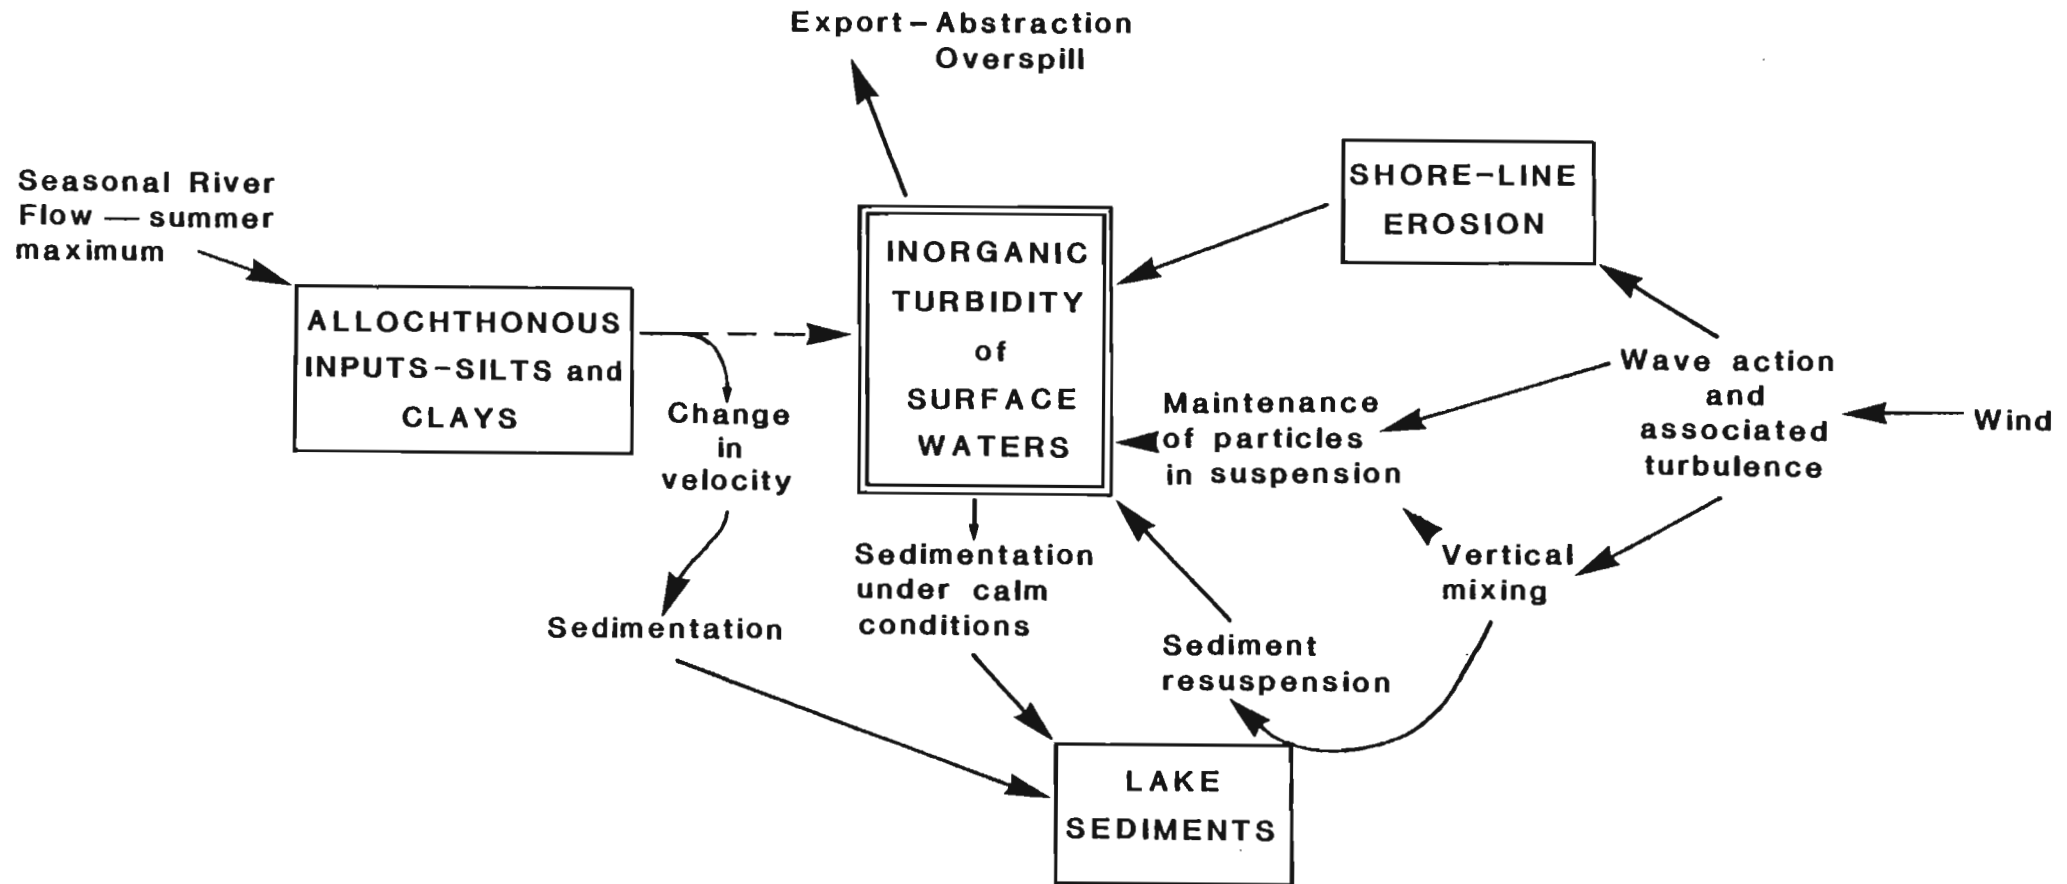 Export – Abstraction
Overspill
Seasonal River
Flow — summer
maximum
ALLOCHTHONOUS
INPUTS-SILTS and
CLAYS
Change
in
velocity
Sedimentation
INORGANIC
TURBIDITY
of
SURFACE
WATERS
Sedimentation
under calm
conditions
SHORE-LINE
EROSION
Maintenance
of particles
in suspension
Wave action
and
associated
turbulence
Wind
Vertical
mixing
Sediment
resuspension
LAKE
SEDIMENTS